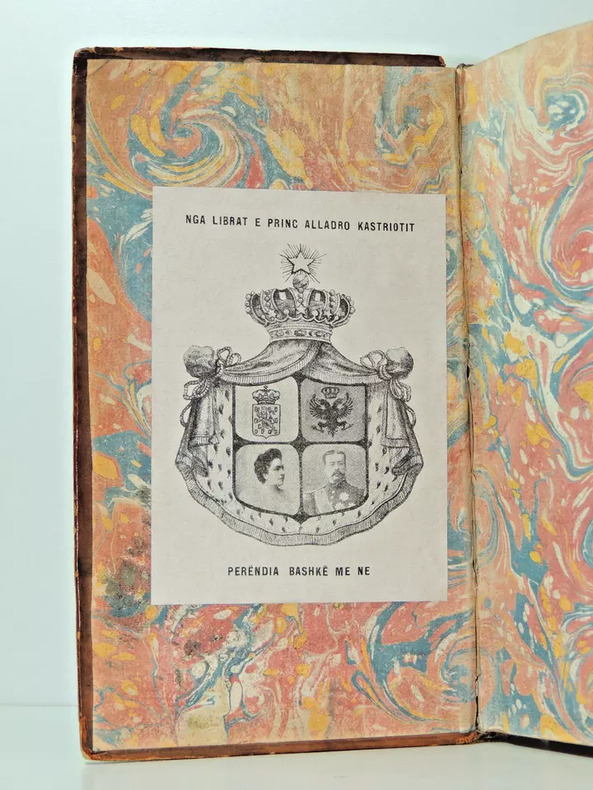 NGA LIBRAT E PRINC ALLADRO KASTRIOTIT
PERËNDIA BASHKË ME NE